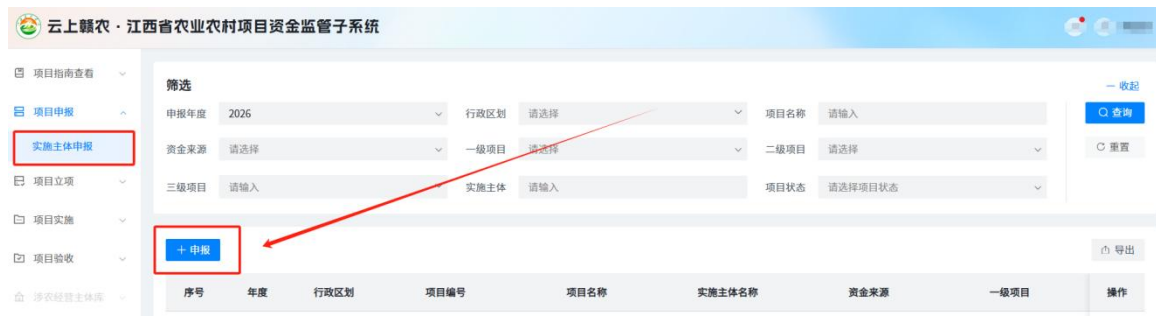 云上赣农·江西省农业农村项目资金监管子系统
项目指南查看
项目申报
实施主体申报
项目立项
项目实施
项目验收
涉农经营主体库
筛选
收起
申报年度 2026 行政区划 请选择 项目名称 请输入 查询
资金来源 请选择 一级项目 请选择 二级项目 请选择 重置
三级项目 请输入 实施主体 请输入 项目状态 请选择项目状态
+ 申报
导出
序号 年度 行政区划 项目编号 项目名称 实施主体名称 资金来源 一级项目 操作